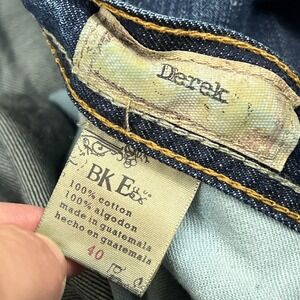 Derek
BKE
100% cotton
100% algodon
made in guatemala
hecho en guatemala
40